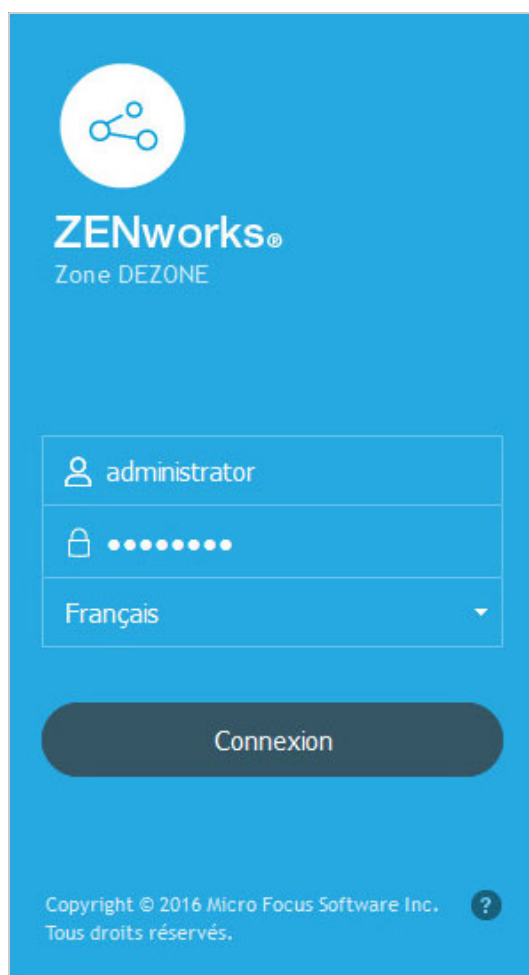 ZENworks®
Zone DEZONE
administrator
••••••••
Français
Connexion
Copyright © 2016 Micro Focus Software Inc.
Tous droits réservés.
?